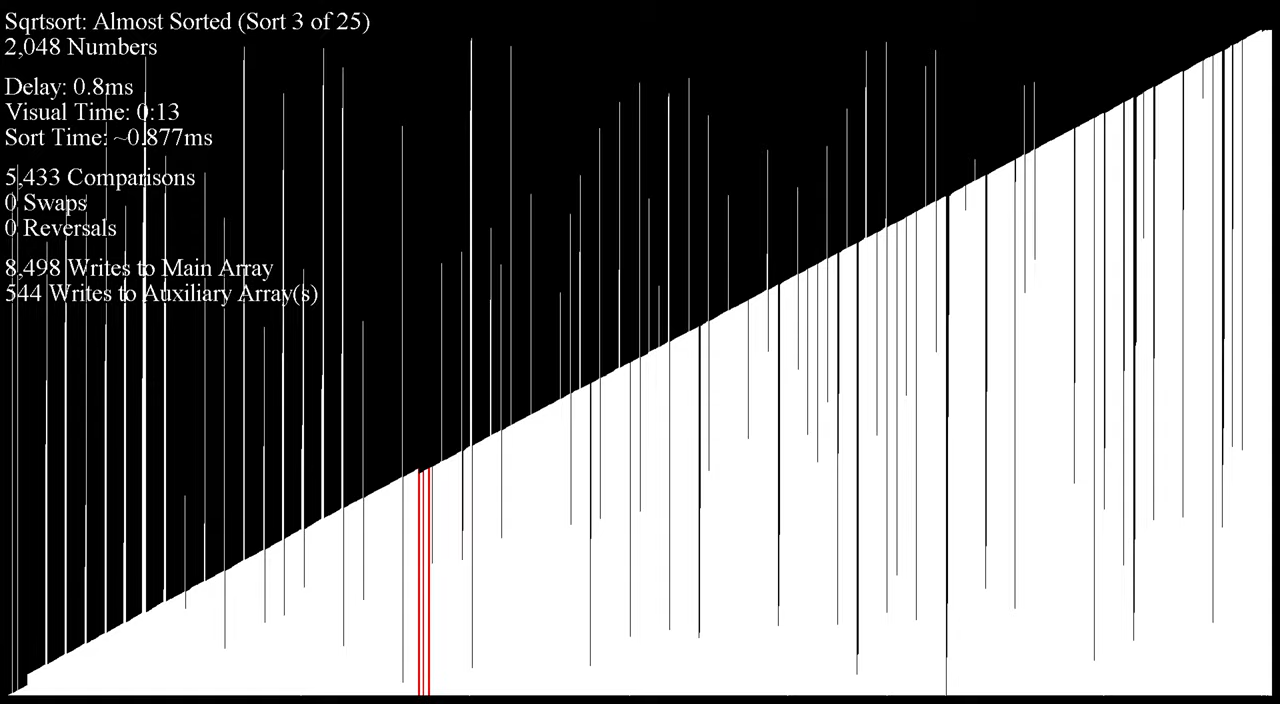 Sqrtsort: Almost Sorted (Sort 3 of 25)
2,048 Numbers
Delay: 0.8ms
Visual Time: 0:13
Sort Time: ~0.877ms
5,433 Comparisons
0 Swaps
0 Reversals
8,498 Writes to Main Array
544 Writes to Auxiliary Array(s)